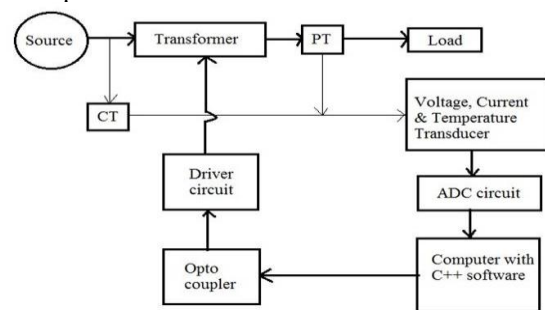 Source
Transformer
PT
Load
CT
Voltage, Current
& Temperature
Transducer
Driver
circuit
ADC circuit
Opto
coupler
Computer with
C++ software